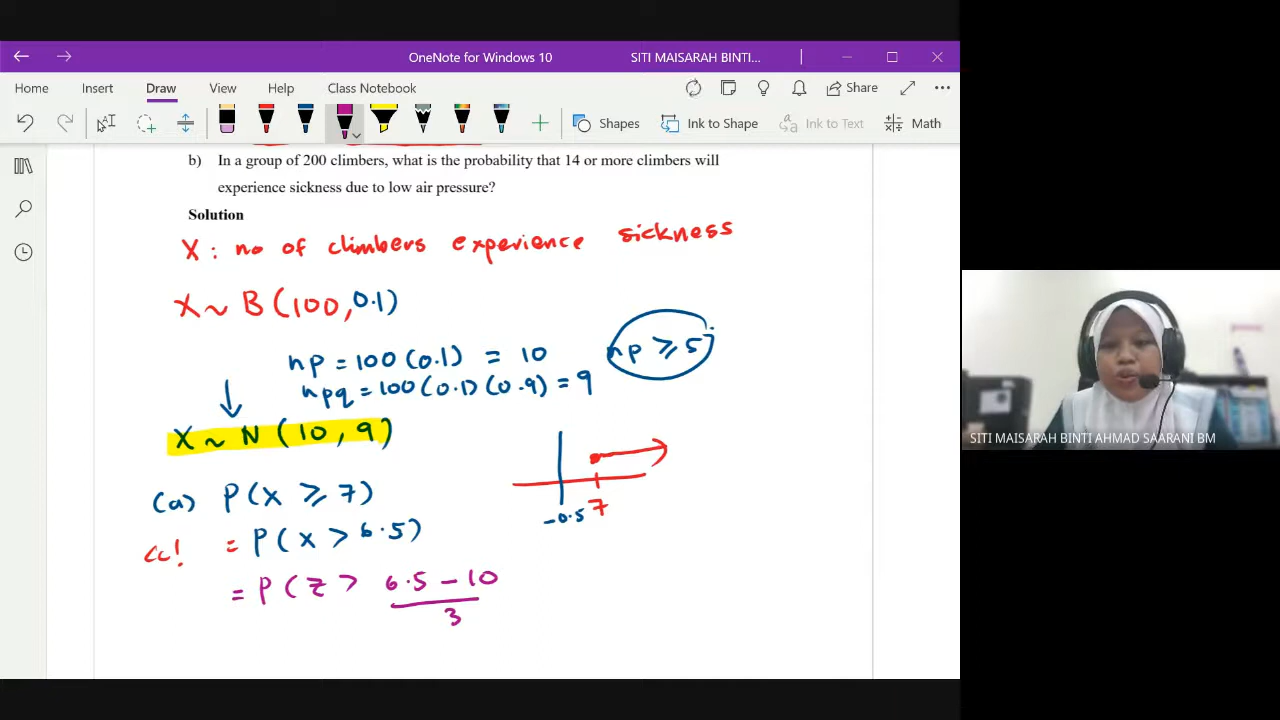 OneNote for Windows 10
SITI MAISARAH BINTI...
Home Insert Draw View Help Class Notebook
Share
Shapes Ink to Shape Ink to Text Math
b) In a group of 200 climbers, what is the probability that 14 or more climbers will
experience sickness due to low air pressure?
Solution
X : no of climbers experience sickness
X ~ B (100, 0.1)
np = 100 (0.1) = 10
np ≥ 5
npq = 100 (0.1) (0.9) = 9
X ~ N (10, 9)
(a) P(X ≥ 7)
-0.5 7
cc! = P(X > 6.5)
= P(Z > 6.5 - 10
3
SITI MAISARAH BINTI AHMAD SAARANI BM